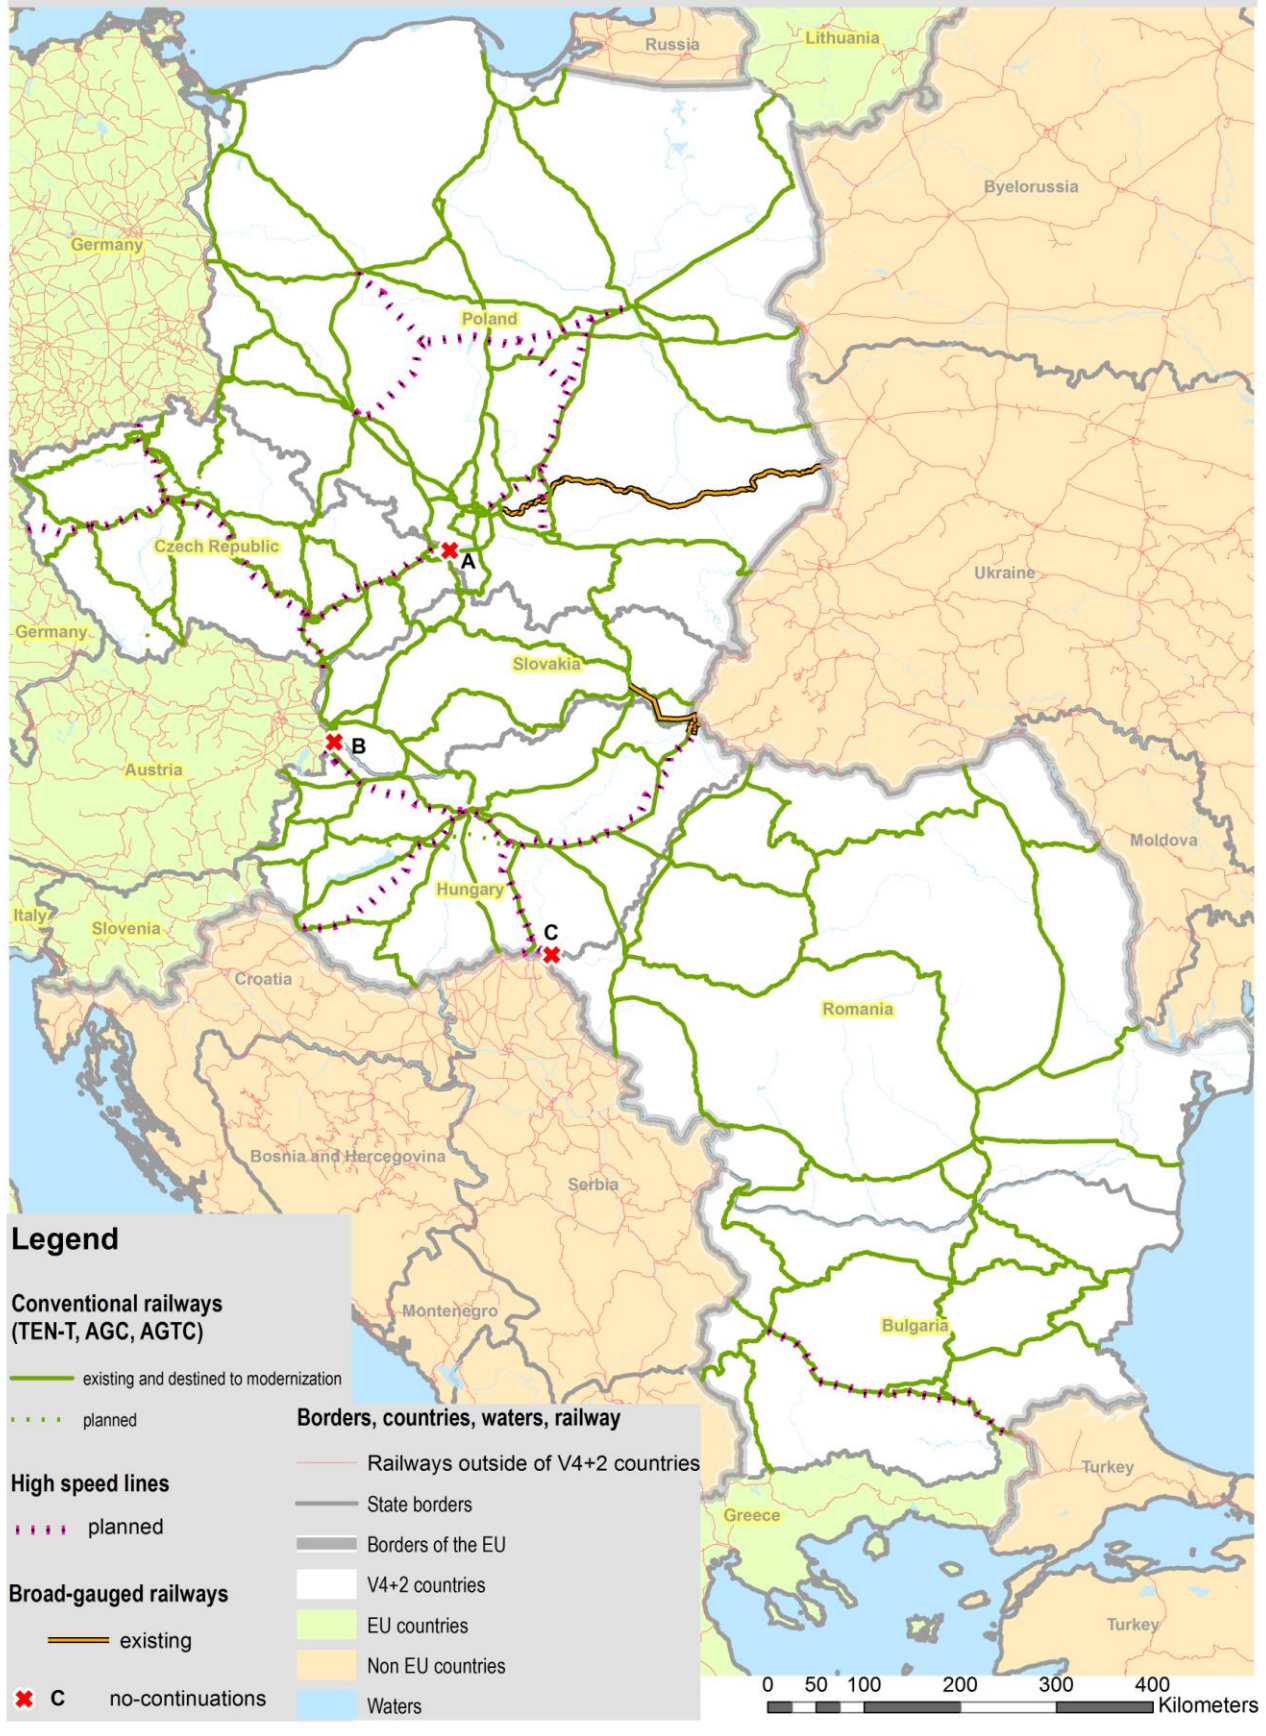 Russia
Lithuania
Byelorussia
Germany
Poland
Czech Republic
A
Ukraine
Germany
Slovakia
B
Austria
Moldova
Hungary
Italy
Slovenia
C
Croatia
Romania
Bosnia and Hercegovina
Serbia
Montenegro
Bulgaria
Turkey
Greece
Turkey
Legend
Conventional railways
(TEN-T, AGC, AGTC)
existing and destined to modernization
planned
High speed lines
planned
Broad-gauged railways
existing
C no-continuations
Borders, countries, waters, railway
Railways outside of V4+2 countries
State borders
Borders of the EU
V4+2 countries
EU countries
Non EU countries
Waters
0 50 100 200 300 400
Kilometers